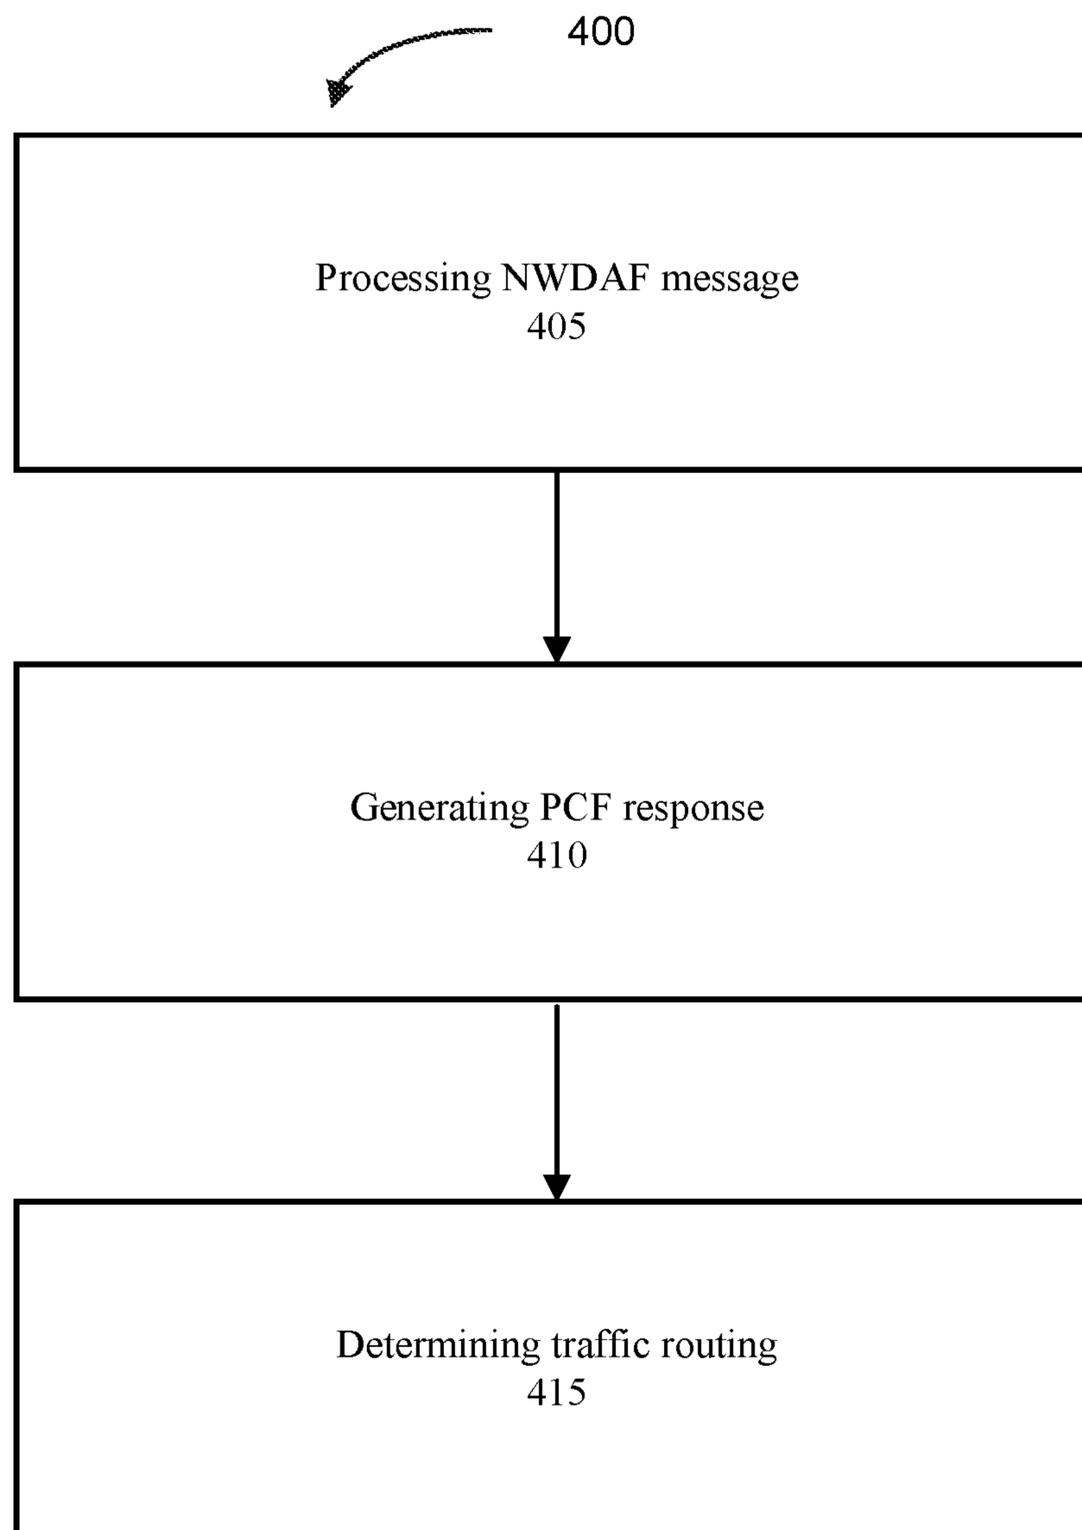 400
Processing NWDAF message
405
Generating PCF response
410
Determining traffic routing
415